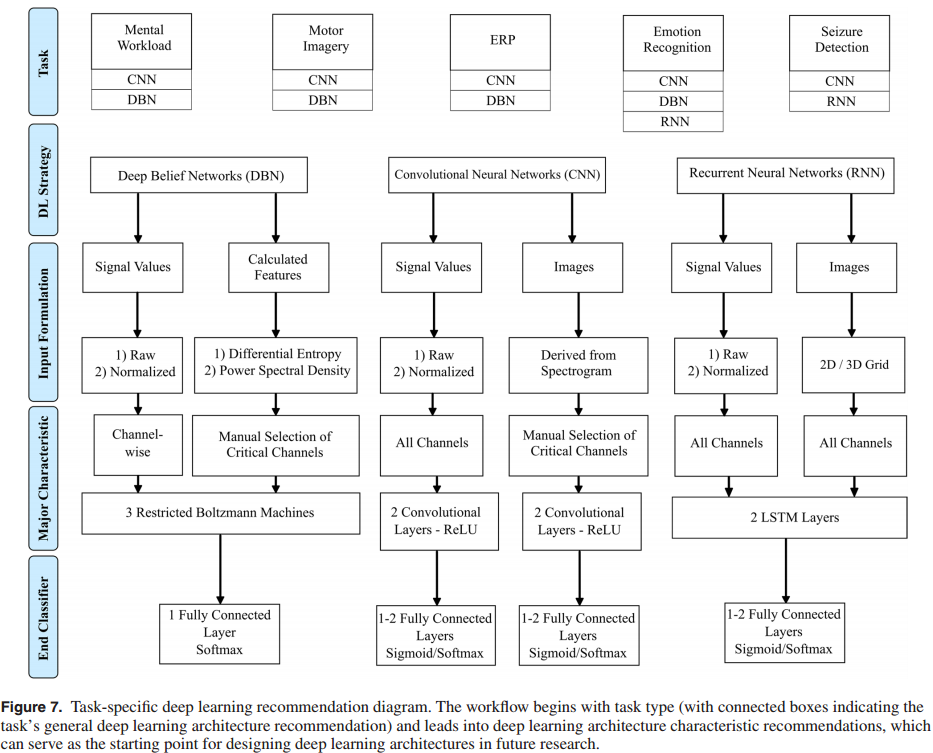 Task
Mental
Workload
CNN
DBN
Motor
Imagery
CNN
DBN
ERP
CNN
DBN
Emotion
Recognition
CNN
DBN
RNN
Seizure
Detection
CNN
RNN
DL Strategy
Deep Belief Networks (DBN)
Convolutional Neural Networks (CNN)
Recurrent Neural Networks (RNN)
Input Formulation
Signal Values
Calculated
Features
Signal Values
Images
Signal Values
Images
1) Raw
2) Normalized
1) Differential Entropy
2) Power Spectral Density
1) Raw
2) Normalized
Derived from
Spectrogram
1) Raw
2) Normalized
2D / 3D Grid
Major Characteristic
Channel-
wise
Manual Selection of
Critical Channels
All Channels
Manual Selection of
Critical Channels
All Channels
All Channels
3 Restricted Boltzmann Machines
2 Convolutional
Layers - ReLU
2 Convolutional
Layers - ReLU
2 LSTM Layers
End Classifier
1 Fully Connected
Layer
Softmax
1-2 Fully Connected
Layers
Sigmoid/Softmax
1-2 Fully Connected
Layers
Sigmoid/Softmax
1-2 Fully Connected
Layers
Sigmoid/Softmax
Figure 7. Task-specific deep learning recommendation diagram. The workflow begins with task type (with connected boxes indicating the
task's general deep learning architecture recommendation) and leads into deep learning architecture characteristic recommendations, which
can serve as the starting point for designing deep learning architectures in future research.